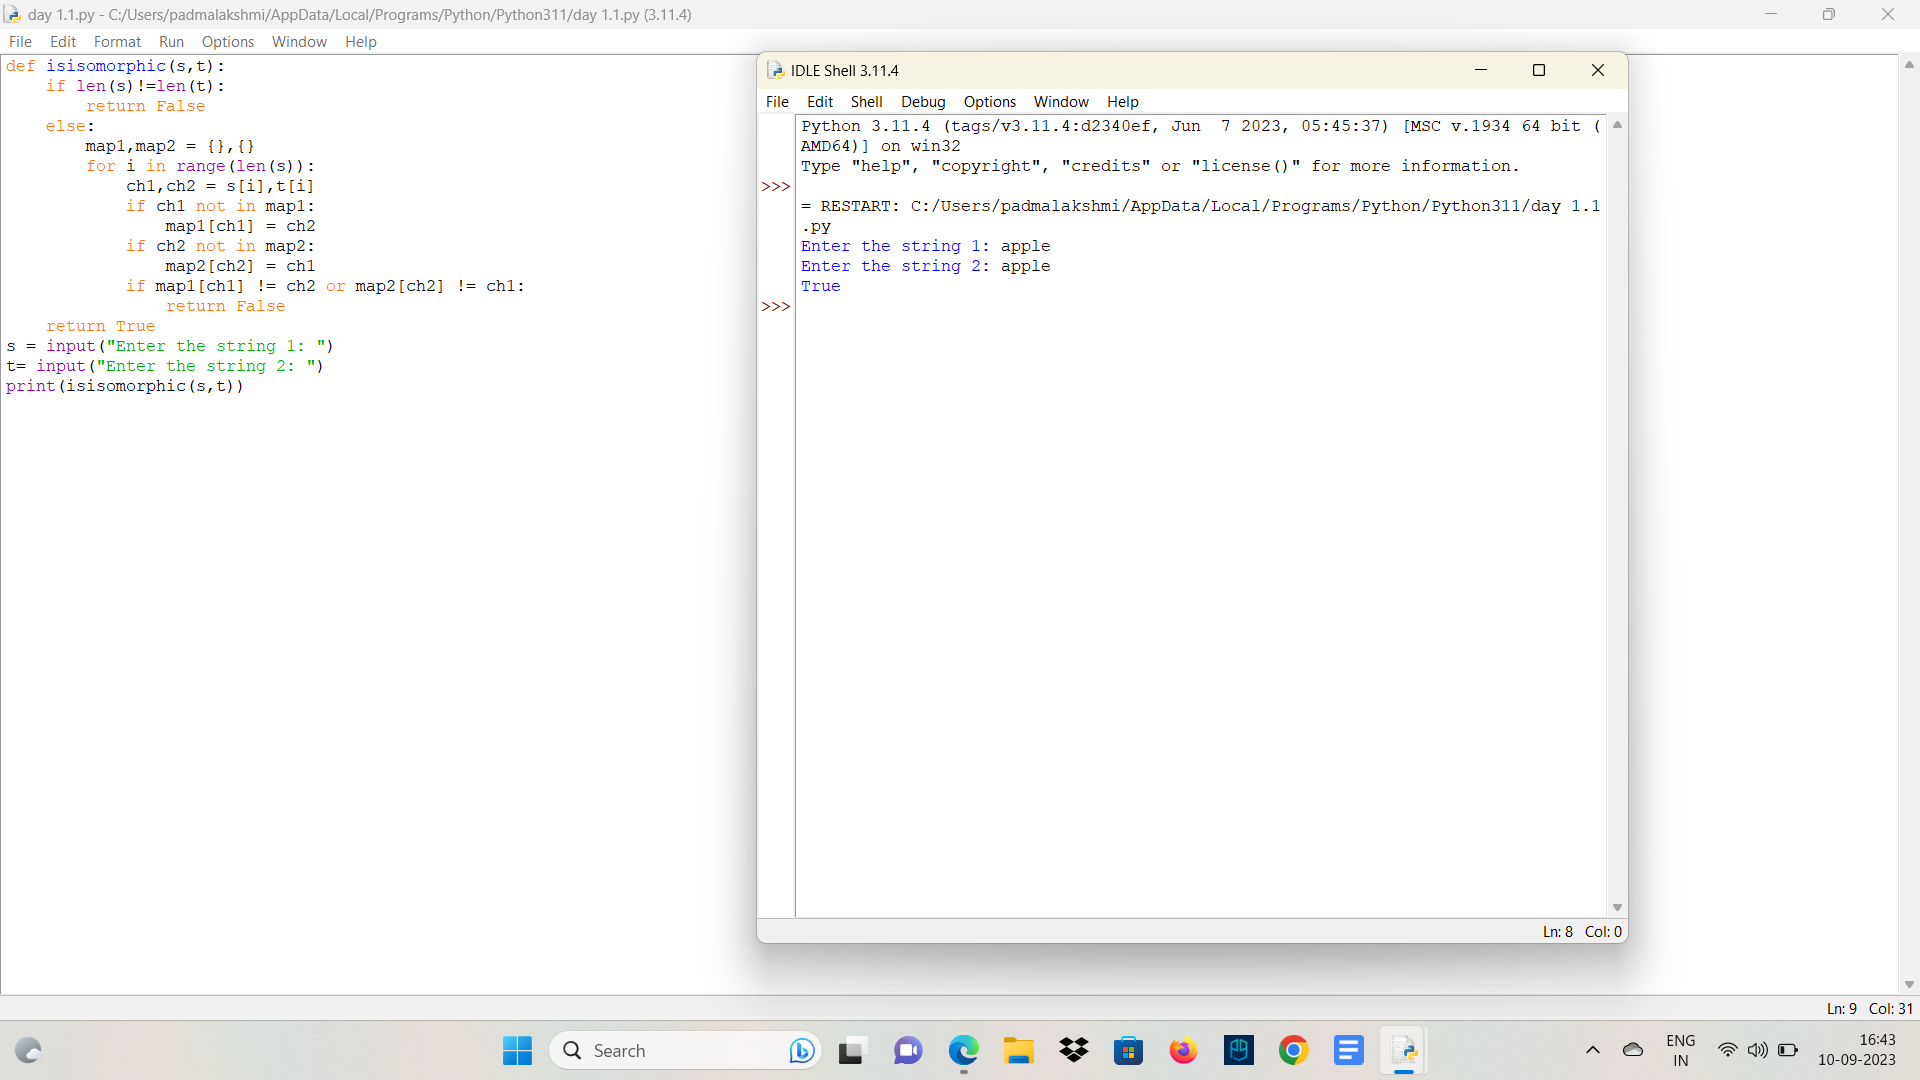 day 1.1.py - C:/Users/padmalakshmi/AppData/Local/Programs/Python/Python311/day 1.1.py (3.11.4)
File Edit Format Run Options Window Help
def isisomorphic(s,t):
    if len(s)!=len(t):
        return False
    else:
        map1,map2 = {},{}
        for i in range(len(s)):
            ch1,ch2 = s[i],t[i]
            if ch1 not in map1:
                map1[ch1] = ch2
            if ch2 not in map2:
                map2[ch2] = ch1
            if map1[ch1] != ch2 or map2[ch2] != ch1:
                return False
    return True
s = input("Enter the string 1: ")
t= input("Enter the string 2: ")
print(isisomorphic(s,t))
IDLE Shell 3.11.4
File Edit Shell Debug Options Window Help
Python 3.11.4 (tags/v3.11.4:d2340ef, Jun  7 2023, 05:45:37) [MSC v.1934 64 bit (
AMD64)] on win32
Type "help", "copyright", "credits" or "license()" for more information.
>>>
= RESTART: C:/Users/padmalakshmi/AppData/Local/Programs/Python/Python311/day 1.1
.py
Enter the string 1: apple
Enter the string 2: apple
True
>>>
Ln: 8 Col: 0
Ln: 9 Col: 31
Search
ENG
IN
16:43
10-09-2023